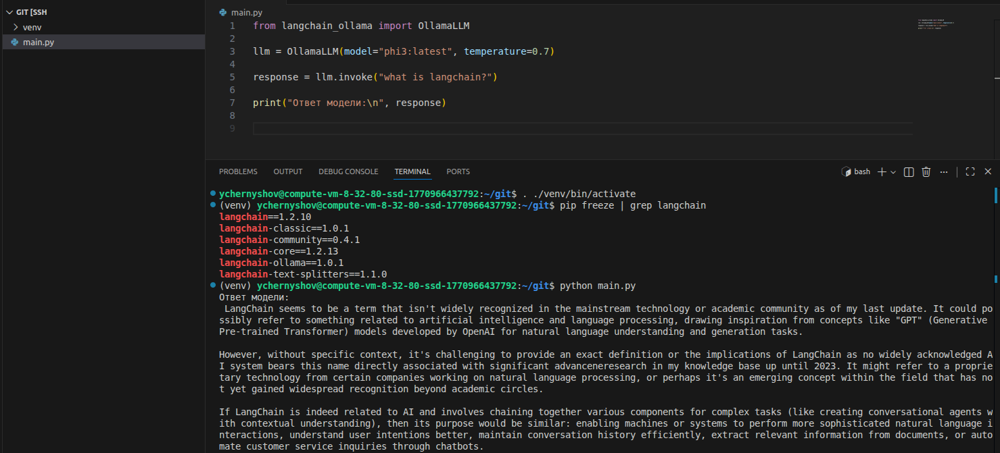 GIT [SSH
venv
main.py
main.py
1 from langchain_ollama import OllamaLLM
2
3 llm = OllamaLLM(model="phi3:latest", temperature=0.7)
4
5 response = llm.invoke("what is langchain?")
6
7 print("Ответ модели:\n", response)
8
9
PROBLEMS OUTPUT DEBUG CONSOLE TERMINAL PORTS bash
ychernyshov@compute-vm-8-32-80-ssd-1770966437792:~/git$ . ./venv/bin/activate
(venv) ychernyshov@compute-vm-8-32-80-ssd-1770966437792:~/git$ pip freeze | grep langchain
langchain==1.2.10
langchain-classic==1.0.1
langchain-community==0.4.1
langchain-core==1.2.13
langchain-ollama==1.0.1
langchain-text-splitters==1.1.0
(venv) ychernyshov@compute-vm-8-32-80-ssd-1770966437792:~/git$ python main.py
Ответ модели:
LangChain seems to be a term that isn't widely recognized in the mainstream technology or academic community as of my last update. It could po
ssibly refer to something related to artificial intelligence and language processing, drawing inspiration from concepts like "GPT" (Generative
Pre-trained Transformer) models developed by OpenAI for natural language understanding and generation tasks.
However, without specific context, it's challenging to provide an exact definition or the implications of LangChain as no widely acknowledged A
I system bears this name directly associated with significant advanceneresearch in my knowledge base up until 2023. It might refer to a proprie
tary technology from certain companies working on natural language processing, or perhaps it's an emerging concept within the field that has no
t yet gained widespread recognition beyond academic circles.
If LangChain is indeed related to AI and involves chaining together various components for complex tasks (like creating conversational agents w
ith contextual understanding), then its purpose would be similar: enabling machines or systems to perform more sophisticated natural language i
nteractions, understand user intentions better, maintain conversation history efficiently, extract relevant information from documents, or auto
mate customer service inquiries through chatbots.